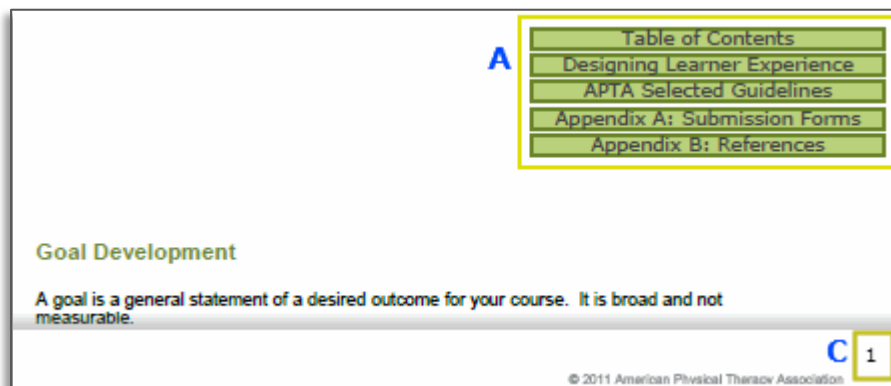 A
Table of Contents
Designing Learner Experience
APTA Selected Guidelines
Appendix A: Submission Forms
Appendix B: References
Goal Development
A goal is a general statement of a desired outcome for your course. It is broad and not
measurable.
C
1
© 2011 American Physical Therapy Association